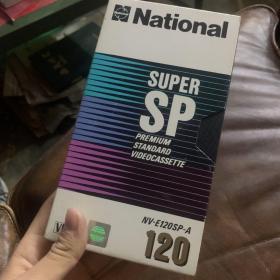 National
SUPER
SP
PREMIUM
STANDARD
VIDEOCASSETTE
NV-E120SP-A
120